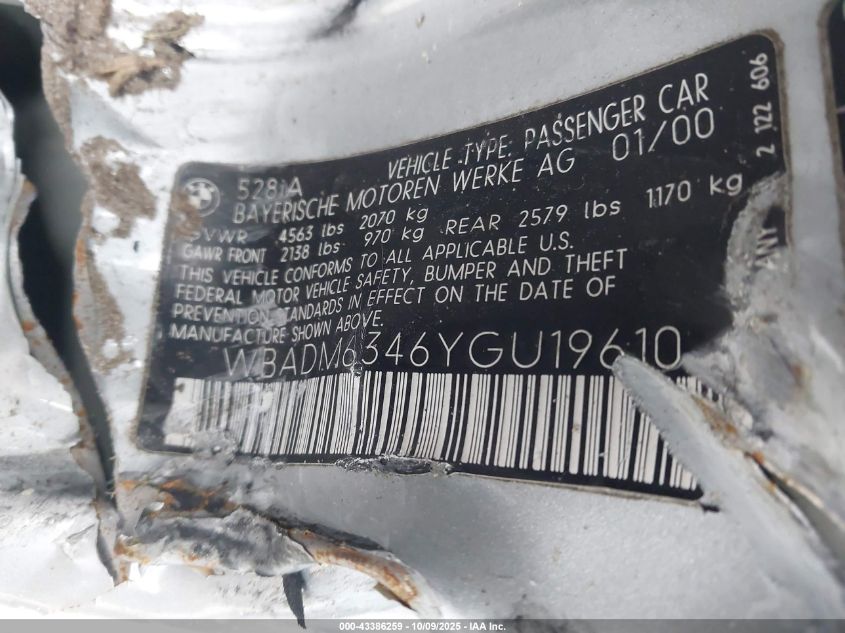 528iA VEHICLE TYPE: PASSENGER CAR
BAYERISCHE MOTOREN WERKE AG 01/00
GVWR 4563 lbs 2070 kg
GAWR FRONT 2138 lbs 970 kg REAR 2579 lbs 1170 kg
THIS VEHICLE CONFORMS TO ALL APPLICABLE U.S.
FEDERAL MOTOR VEHICLE SAFETY, BUMPER AND THEFT
PREVENTION STANDARDS IN EFFECT ON THE DATE OF
MANUFACTURE SHOWN ABOVE.
WBADM6346YGU19610
2 122 606
000-43386259 - 10/09/2025 - IAA Inc.